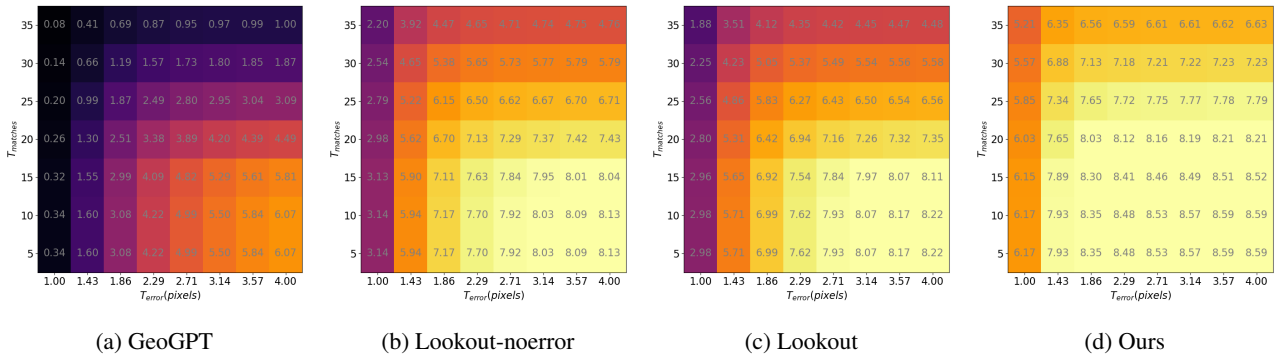 35 0.08 0.41 0.69 0.87 0.95 0.97 0.99 1.00
30 0.14 0.66 1.19 1.57 1.73 1.80 1.85 1.87
25 0.20 0.99 1.87 2.49 2.80 2.95 3.04 3.09
20 0.26 1.30 2.51 3.38 3.89 4.20 4.39 4.49
15 0.32 1.55 2.99 4.09 5.29 5.61 5.81
10 0.34 1.60 3.08 4.22 5.50 5.84 6.07
5 0.34 1.60 3.08 4.22 5.50 5.84 6.07
T_matches
1.00 1.43 1.86 2.29 2.71 3.14 3.57 4.00
T_error(pixels)
(a) GeoGPT
35 2.20 3.92 4.47 4.65 4.71
30 2.54 4.65 5.38 5.65 5.73 5.77 5.79 5.79
25 2.79 6.15 6.50 6.62 6.67 6.70 6.71
20 2.98 5.62 6.70 7.13 7.29 7.37 7.42 7.43
15 3.13 5.90 7.11 7.63 7.84 7.95 8.01 8.04
10 3.14 5.94 7.17 7.70 7.92 8.03 8.09 8.13
5 3.14 5.94 7.17 7.70 7.92 8.03 8.09 8.13
T_matches
1.00 1.43 1.86 2.29 2.71 3.14 3.57 4.00
T_error(pixels)
(b) Lookout-noerror
35 1.88 3.51 4.12 4.35 4.42 4.45 4.47 4.48
30 2.25 4.23 5.37 5.49 5.54 5.56 5.58
25 2.56 5.83 6.27 6.43 6.50 6.54 6.56
20 2.80 6.42 6.94 7.16 7.26 7.32 7.35
15 2.96 5.65 6.92 7.54 7.84 7.97 8.07 8.11
10 2.98 5.71 6.99 7.62 7.93 8.07 8.17 8.22
5 2.98 5.71 6.99 7.62 7.93 8.07 8.17 8.22
T_matches
1.00 1.43 1.86 2.29 2.71 3.14 3.57 4.00
T_error(pixels)
(c) Lookout
35 6.35 6.56 6.59 6.61 6.61 6.62 6.63
30 5.57 6.88 7.13 7.18 7.21 7.22 7.23 7.23
25 5.85 7.34 7.65 7.72 7.75 7.77 7.78 7.79
20 6.03 7.65 8.03 8.12 8.16 8.19 8.21 8.21
15 6.15 7.89 8.30 8.41 8.46 8.49 8.51 8.52
10 6.17 7.93 8.35 8.48 8.53 8.57 8.59 8.59
5 6.17 7.93 8.35 8.48 8.53 8.57 8.58 8.59
T_matches
1.00 1.43 1.86 2.29 2.71 3.14 3.57 4.00
T_error(pixels)
(d) Ours